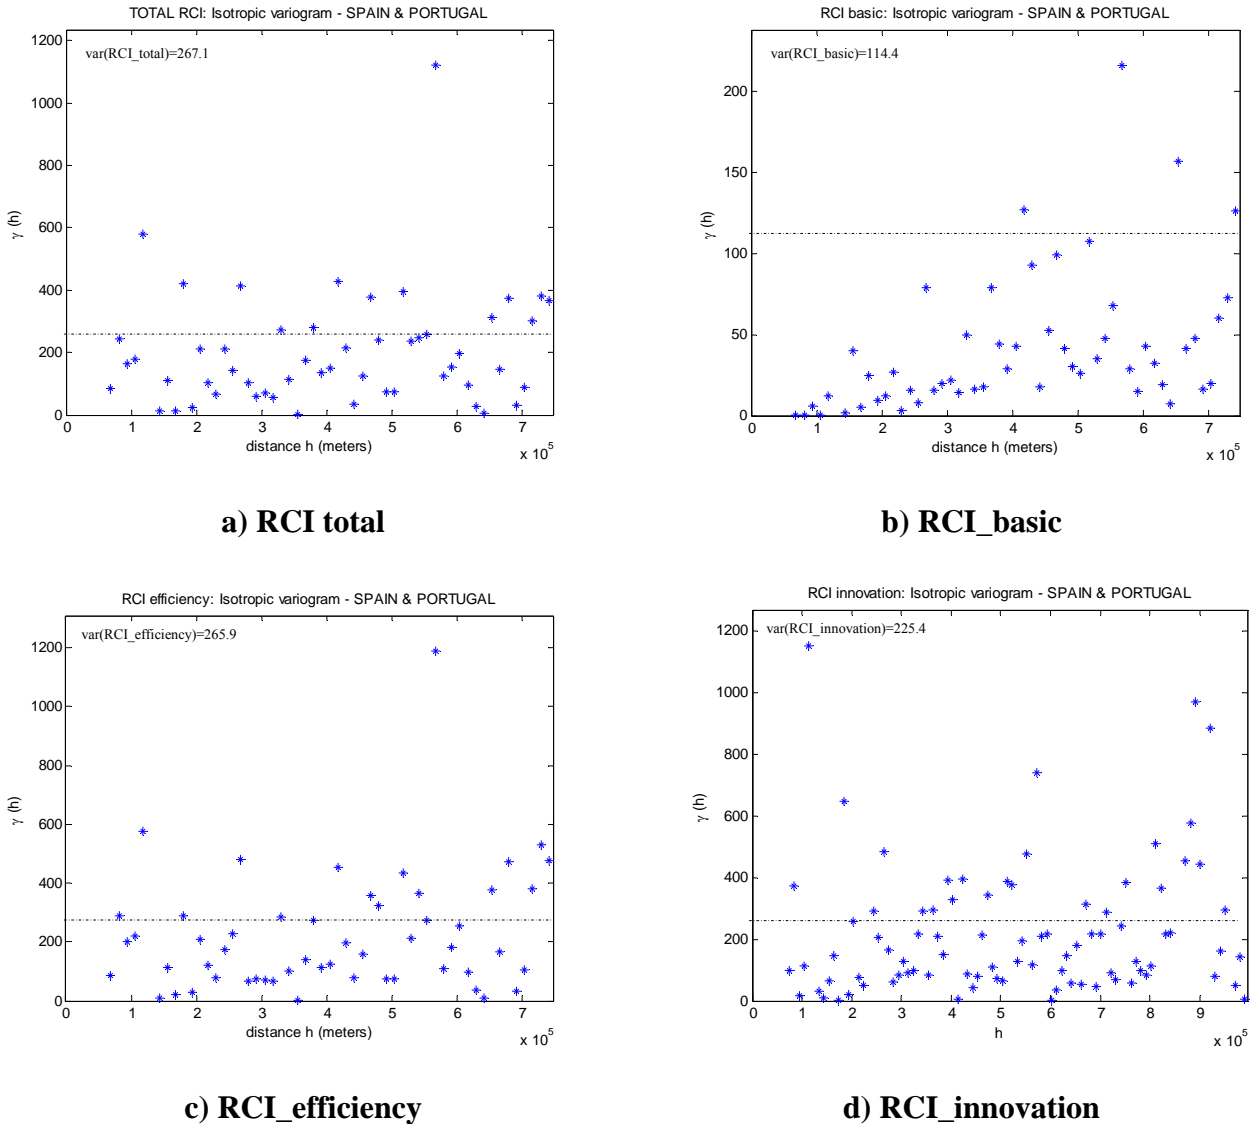 TOTAL RCI: Isotropic variogram - SPAIN & PORTUGAL
var(RCI_total)=267.1
1200
1000
800
600
400
200
0
γ (h)
0 1 2 3 4 5 6 7
distance h (meters)
x 10^5
a) RCI total
RCI basic: Isotropic variogram - SPAIN & PORTUGAL
var(RCI_basic)=114.4
200
150
100
50
0
γ (h)
0 1 2 3 4 5 6 7
distance h (meters)
x 10^5
b) RCI_basic
RCI efficiency: Isotropic variogram - SPAIN & PORTUGAL
var(RCI_efficiency)=265.9
1200
1000
800
600
400
200
0
γ (h)
0 1 2 3 4 5 6 7
distance h (meters)
x 10^5
c) RCI_efficiency
RCI innovation: Isotropic variogram - SPAIN & PORTUGAL
var(RCI_innovation)=225.4
1200
1000
800
600
400
200
0
γ (h)
0 1 2 3 4 5 6 7 8 9
h
x 10^5
d) RCI_innovation